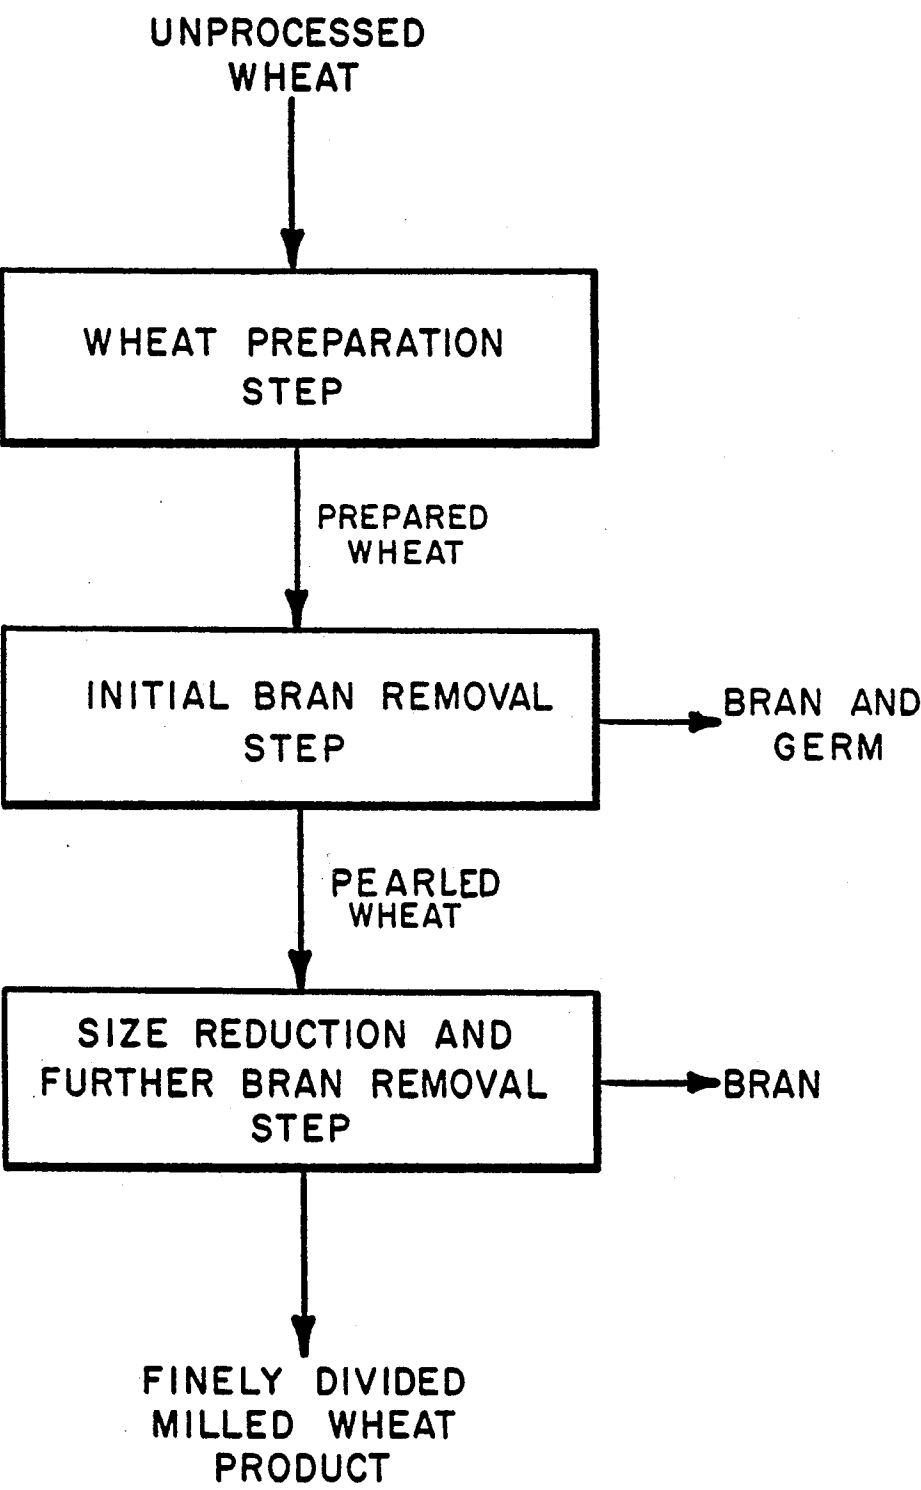 UNPROCESSED
WHEAT
WHEAT PREPARATION
STEP
PREPARED
WHEAT
INITIAL BRAN REMOVAL
STEP
BRAN AND
GERM
PEARLED
WHEAT
SIZE REDUCTION AND
FURTHER BRAN REMOVAL
STEP
BRAN
FINELY DIVIDED
MILLED WHEAT
PRODUCT